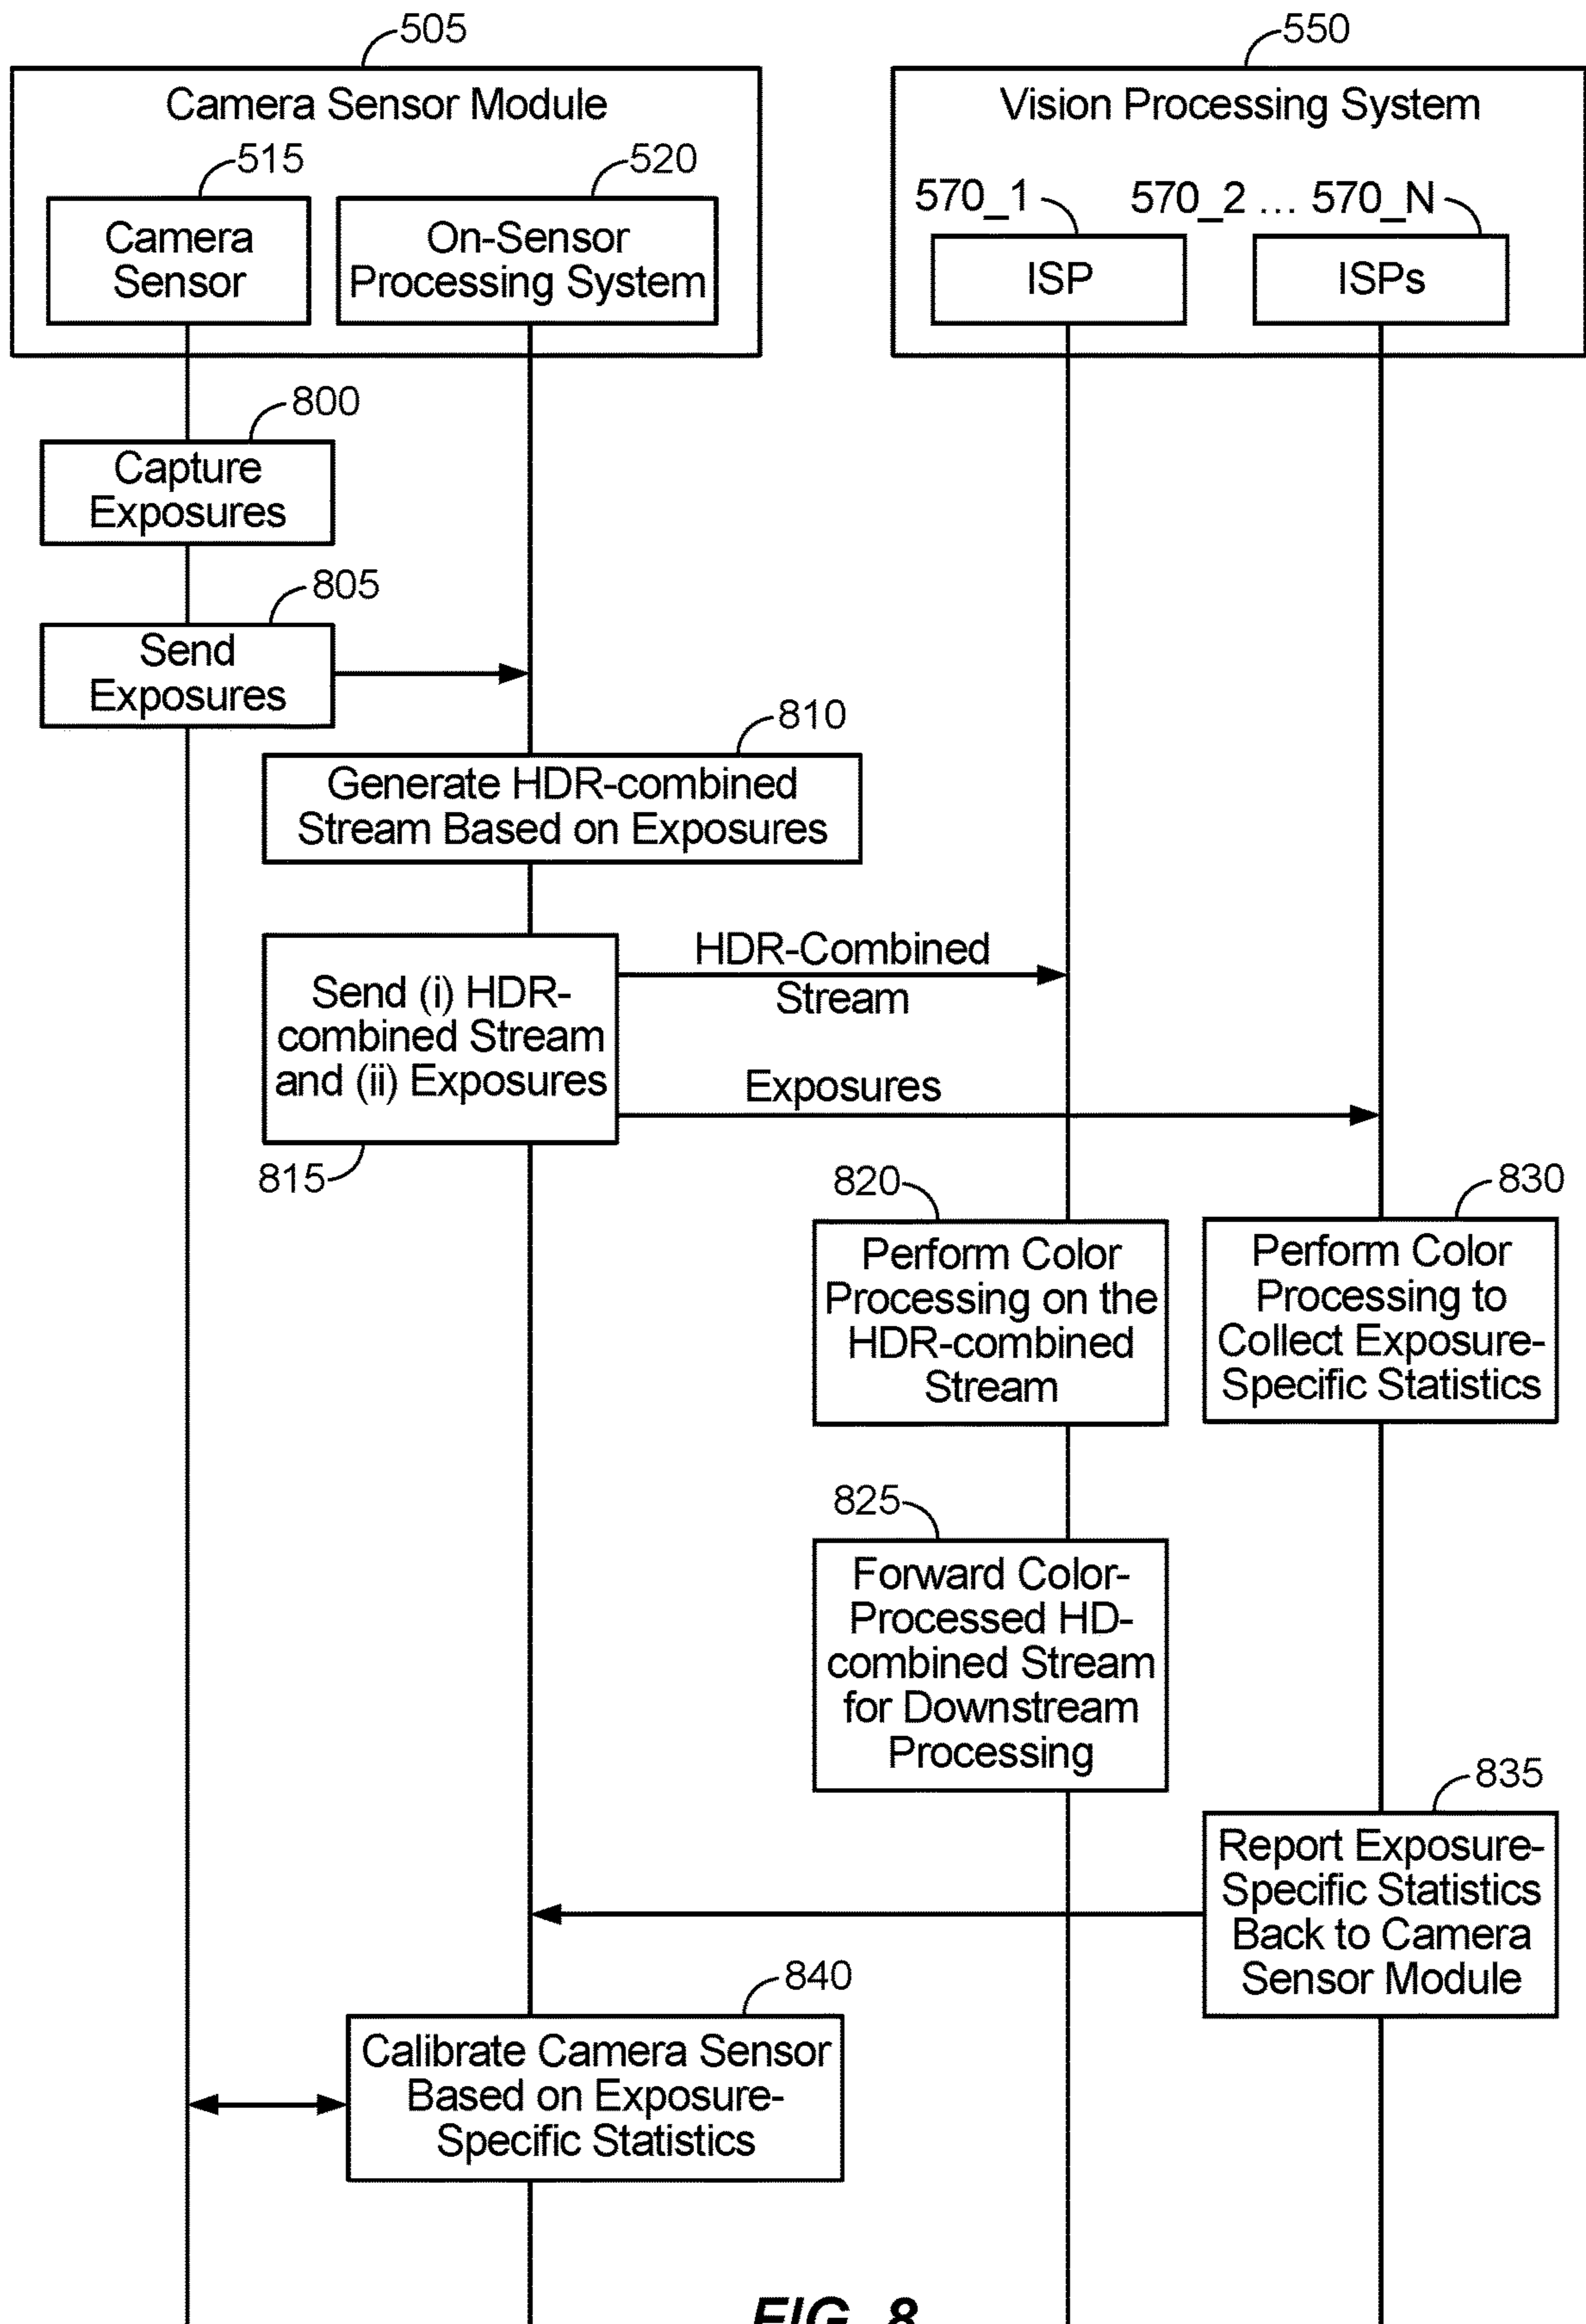 505
550
Camera Sensor Module
Vision Processing System
515
520
570_1
570_2 ... 570_N
Camera
Sensor
On-Sensor
Processing System
ISP
ISPs
800
Capture
Exposures
805
Send
Exposures
810
Generate HDR-combined
Stream Based on Exposures
Send (i) HDR-
combined Stream
and (ii) Exposures
HDR-Combined
Stream
Exposures
815
820
830
Perform Color
Processing on the
HDR-combined
Stream
Perform Color
Processing to
Collect Exposure-
Specific Statistics
825
Forward Color-
Processed HD-
combined Stream
for Downstream
Processing
835
Report Exposure-
Specific Statistics
Back to Camera
Sensor Module
840
Calibrate Camera Sensor
Based on Exposure-
Specific Statistics
FIG. 8